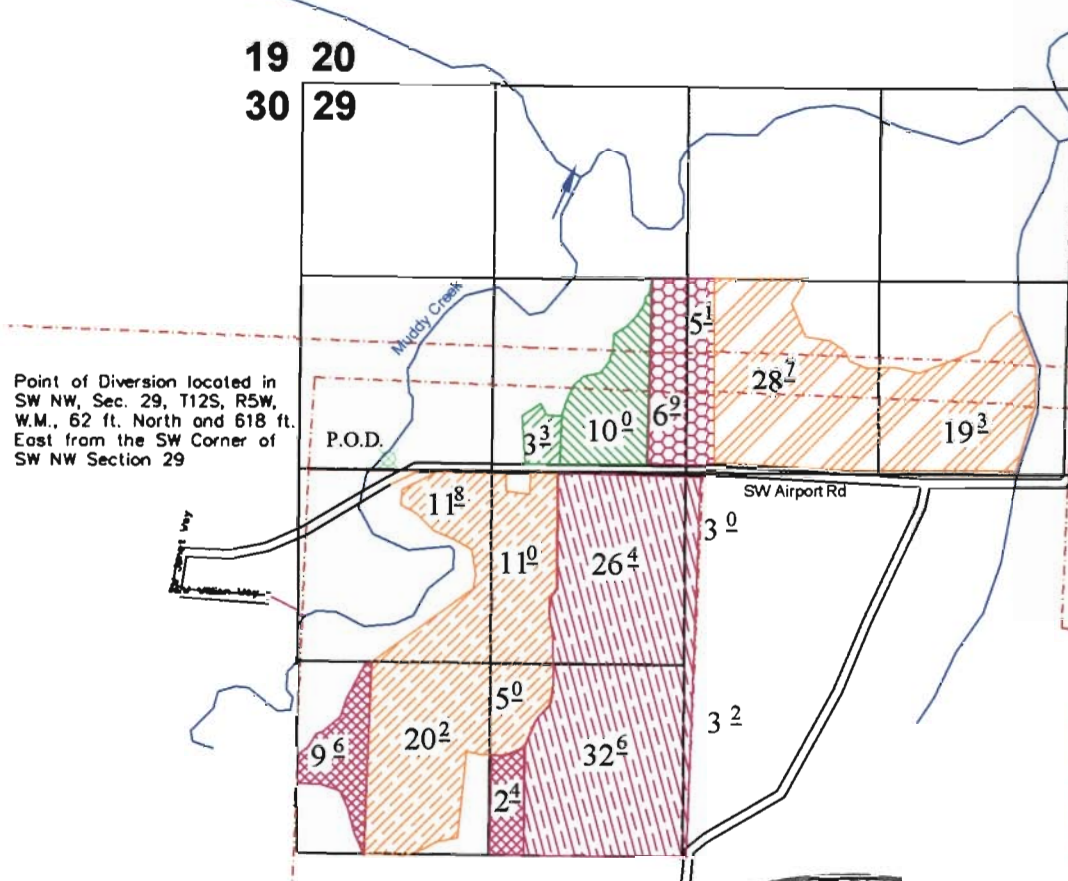 19 20
30 29
Muddy Creek
5 1
28 7
Point of Diversion located in
SW NW, Sec. 29, T12S, R5W,
W.M., 62 ft. North and 618 ft.
East from the SW Corner of
SW NW Section 29
P.O.D.
3 3
10 0
6 9
19 3
SW Airport Rd
11 8
11 0
26 4
3 0
5 0
20 2
9 6
2 4
32 6
3 2